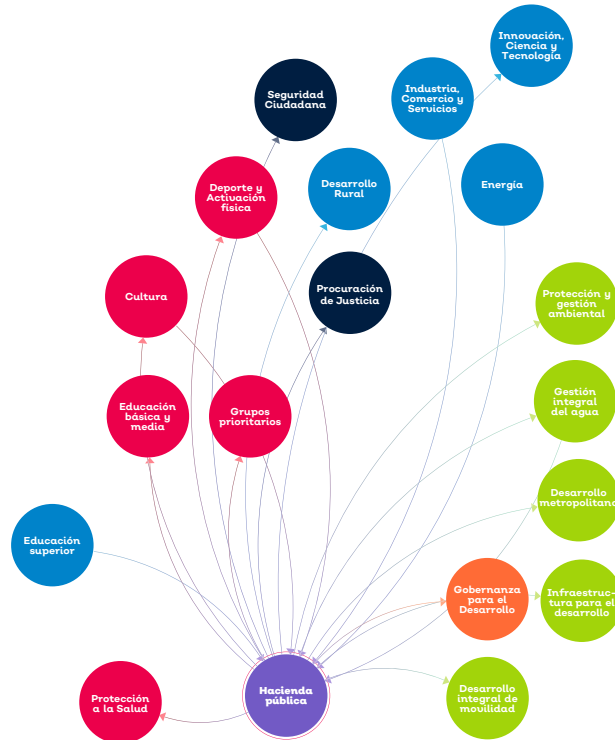 Innovación,
Ciencia y
Tecnología
Seguridad
Ciudadana
Industria,
Comercio y
Servicios
Deporte y
Activación
física
Desarrollo
Rural
Energía
Cultura
Procuración
de Justicia
Protección y
gestión
ambiental
Educación
básica y
media
Grupos
prioritarios
Gestión
integral
del agua
Desarrollo
metropolitano
Educación
superior
Gobernanza
para el
Desarrollo
Infraestruc-
tura para el
desarrollo
Hacienda
pública
Protección
a la Salud
Desarrollo
integral de
movilidad